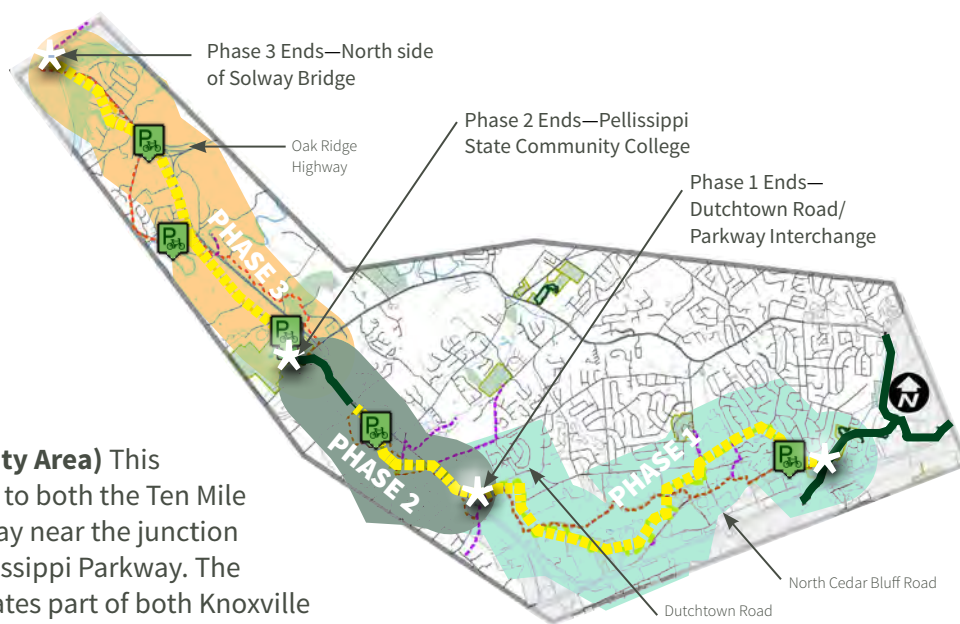 Phase 3 Ends—North side
of Solway Bridge
Phase 2 Ends—Pellissippi
State Community College
Oak Ridge
Highway
Phase 1 Ends—
Dutchtown Road/
Parkway Interchange
P
P
PHASE 3
P
N
P
PHASE 2
PHASE 1
P
ty Area) This
to both the Ten Mile
ay near the junction
issippi Parkway. The
ates part of both Knoxville
North Cedar Bluff Road
Dutchtown Road